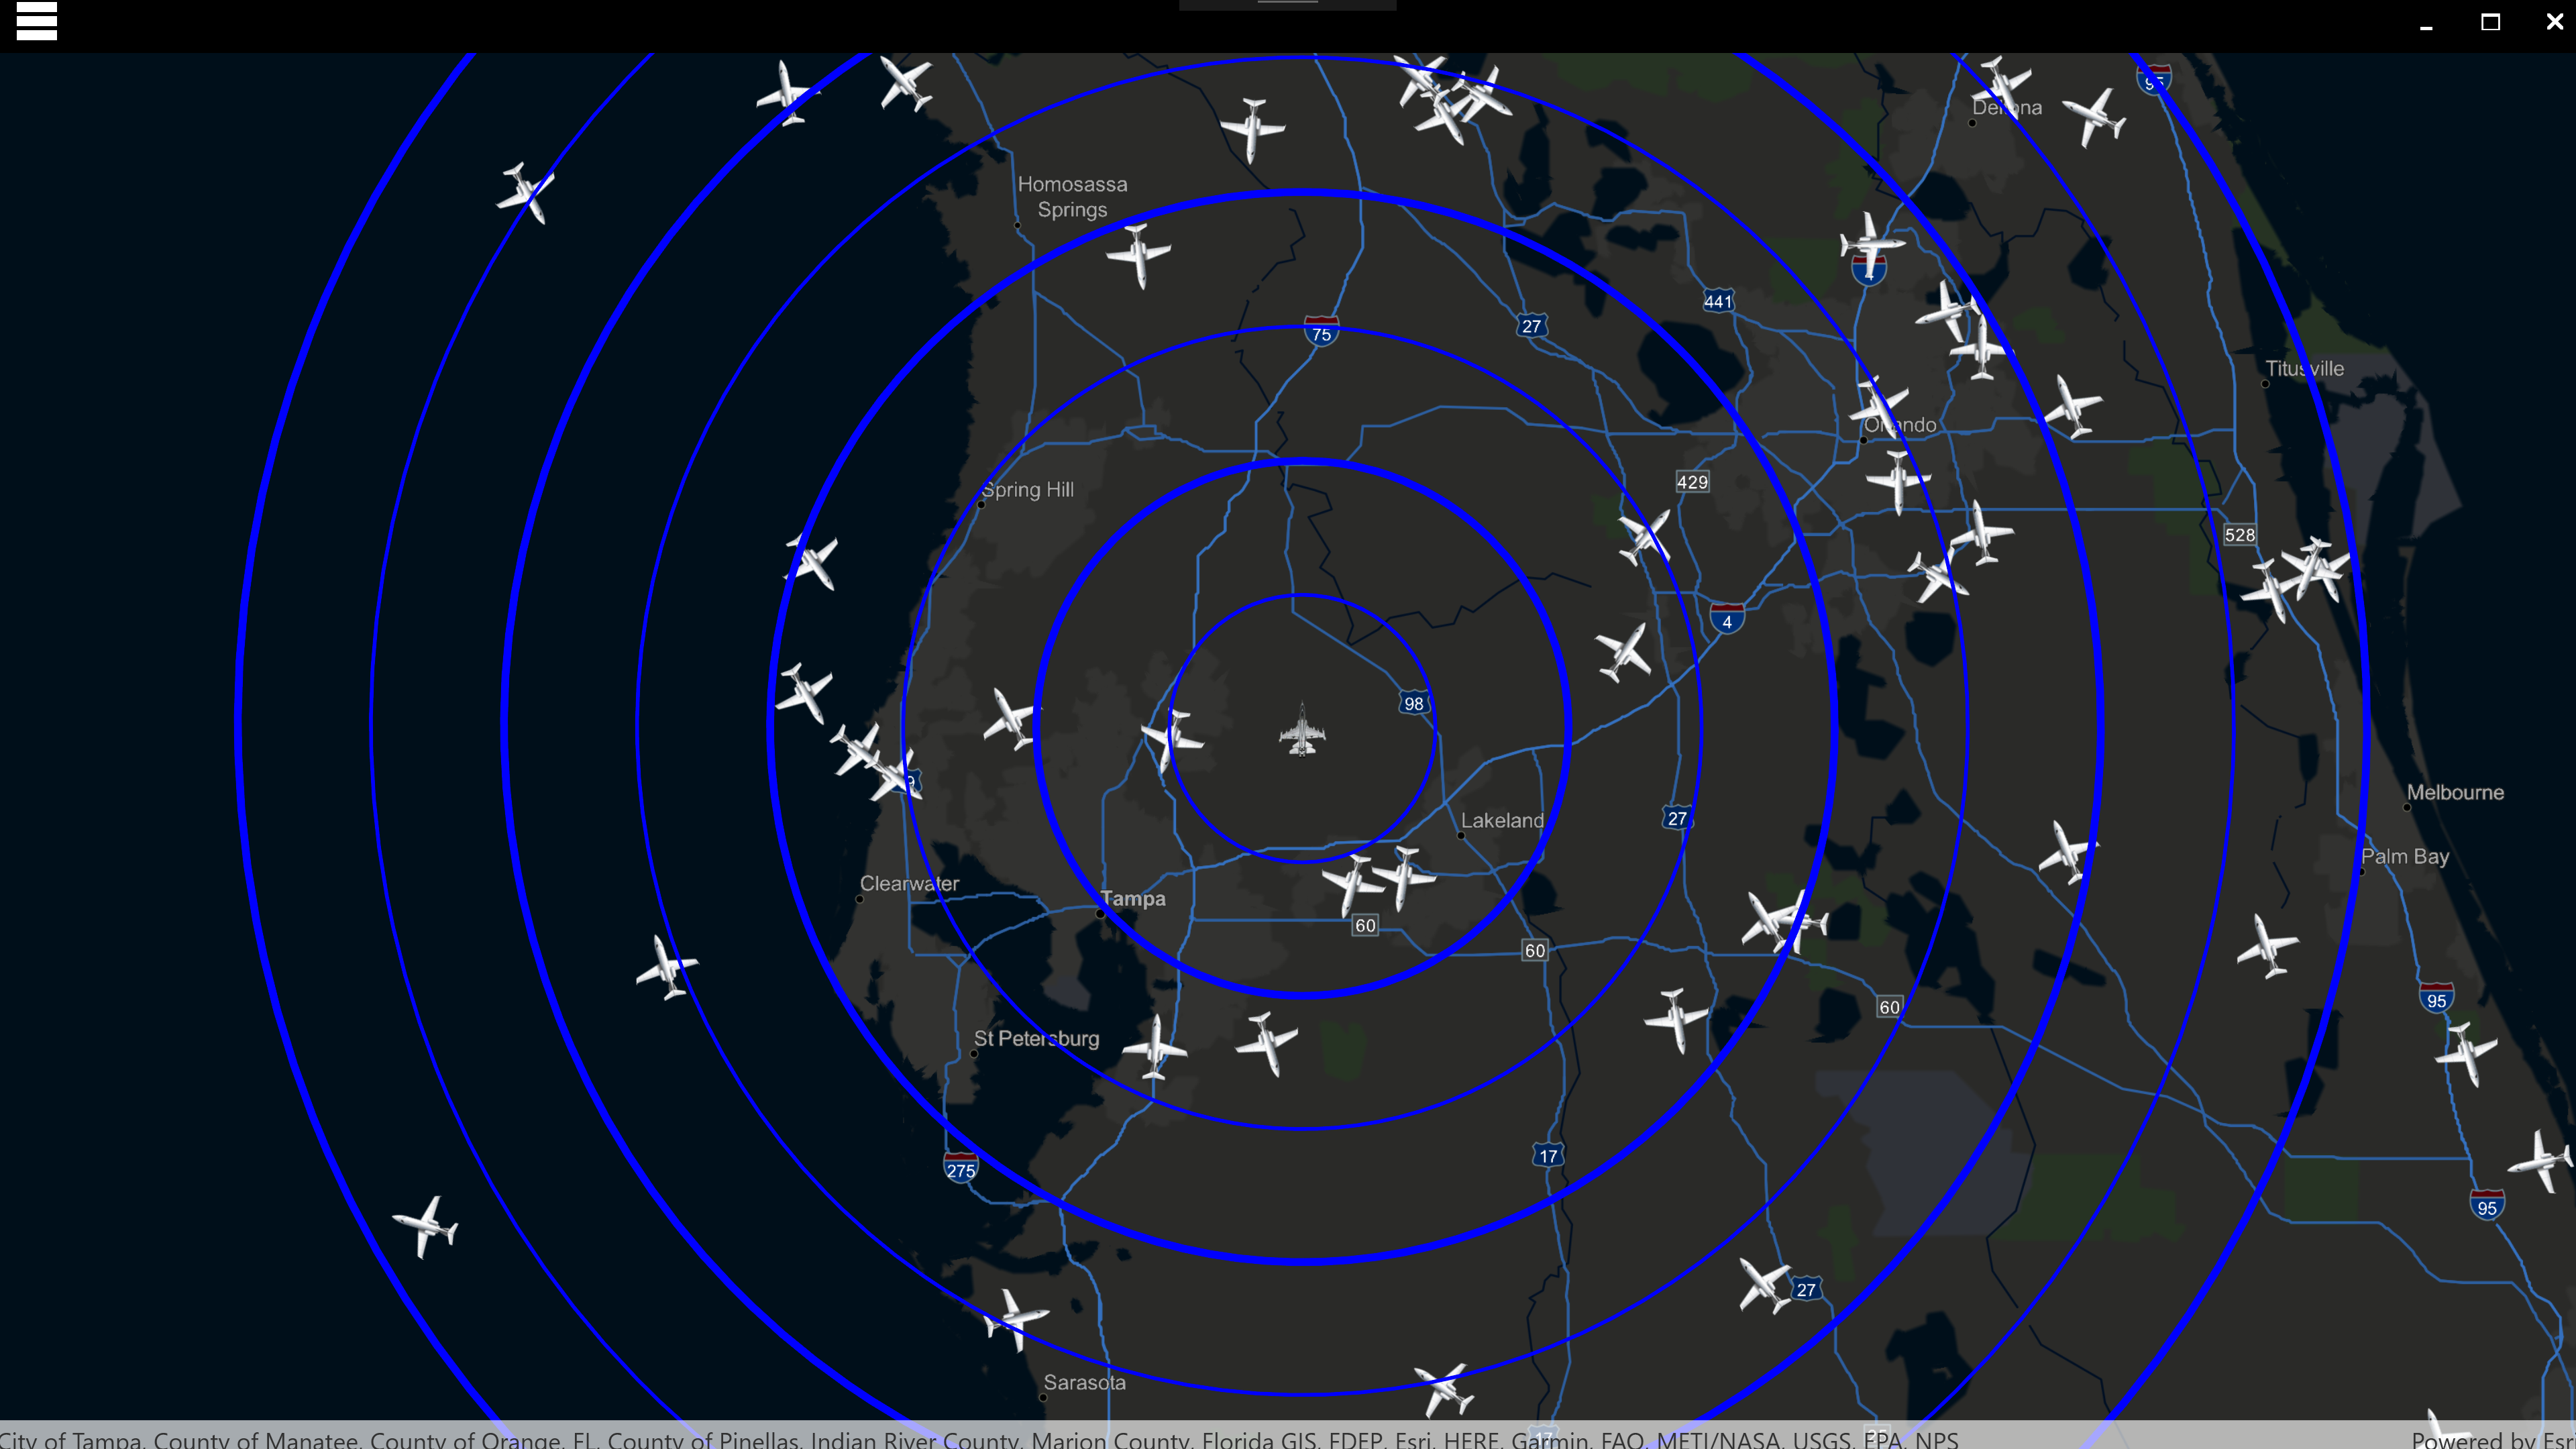 95
Deltona
Homosassa
Springs
4
441
27
75
Titusville
Orlando
429
Spring Hill
528
4
98
Melbourne
27
Lakeland
Palm Bay
Clearwater
Tampa
60
60
95
60
St Petersburg
17
275
95
27
Sarasota
17
City of Tampa, County of Manatee, County of Orange, FL, County of Pinellas, Indian River County, Marion County, Florida GIS, FDEP, Esri, HERE, Garmin, FAO, METI/NASA, USGS, EPA, NPS
Powered by Esri